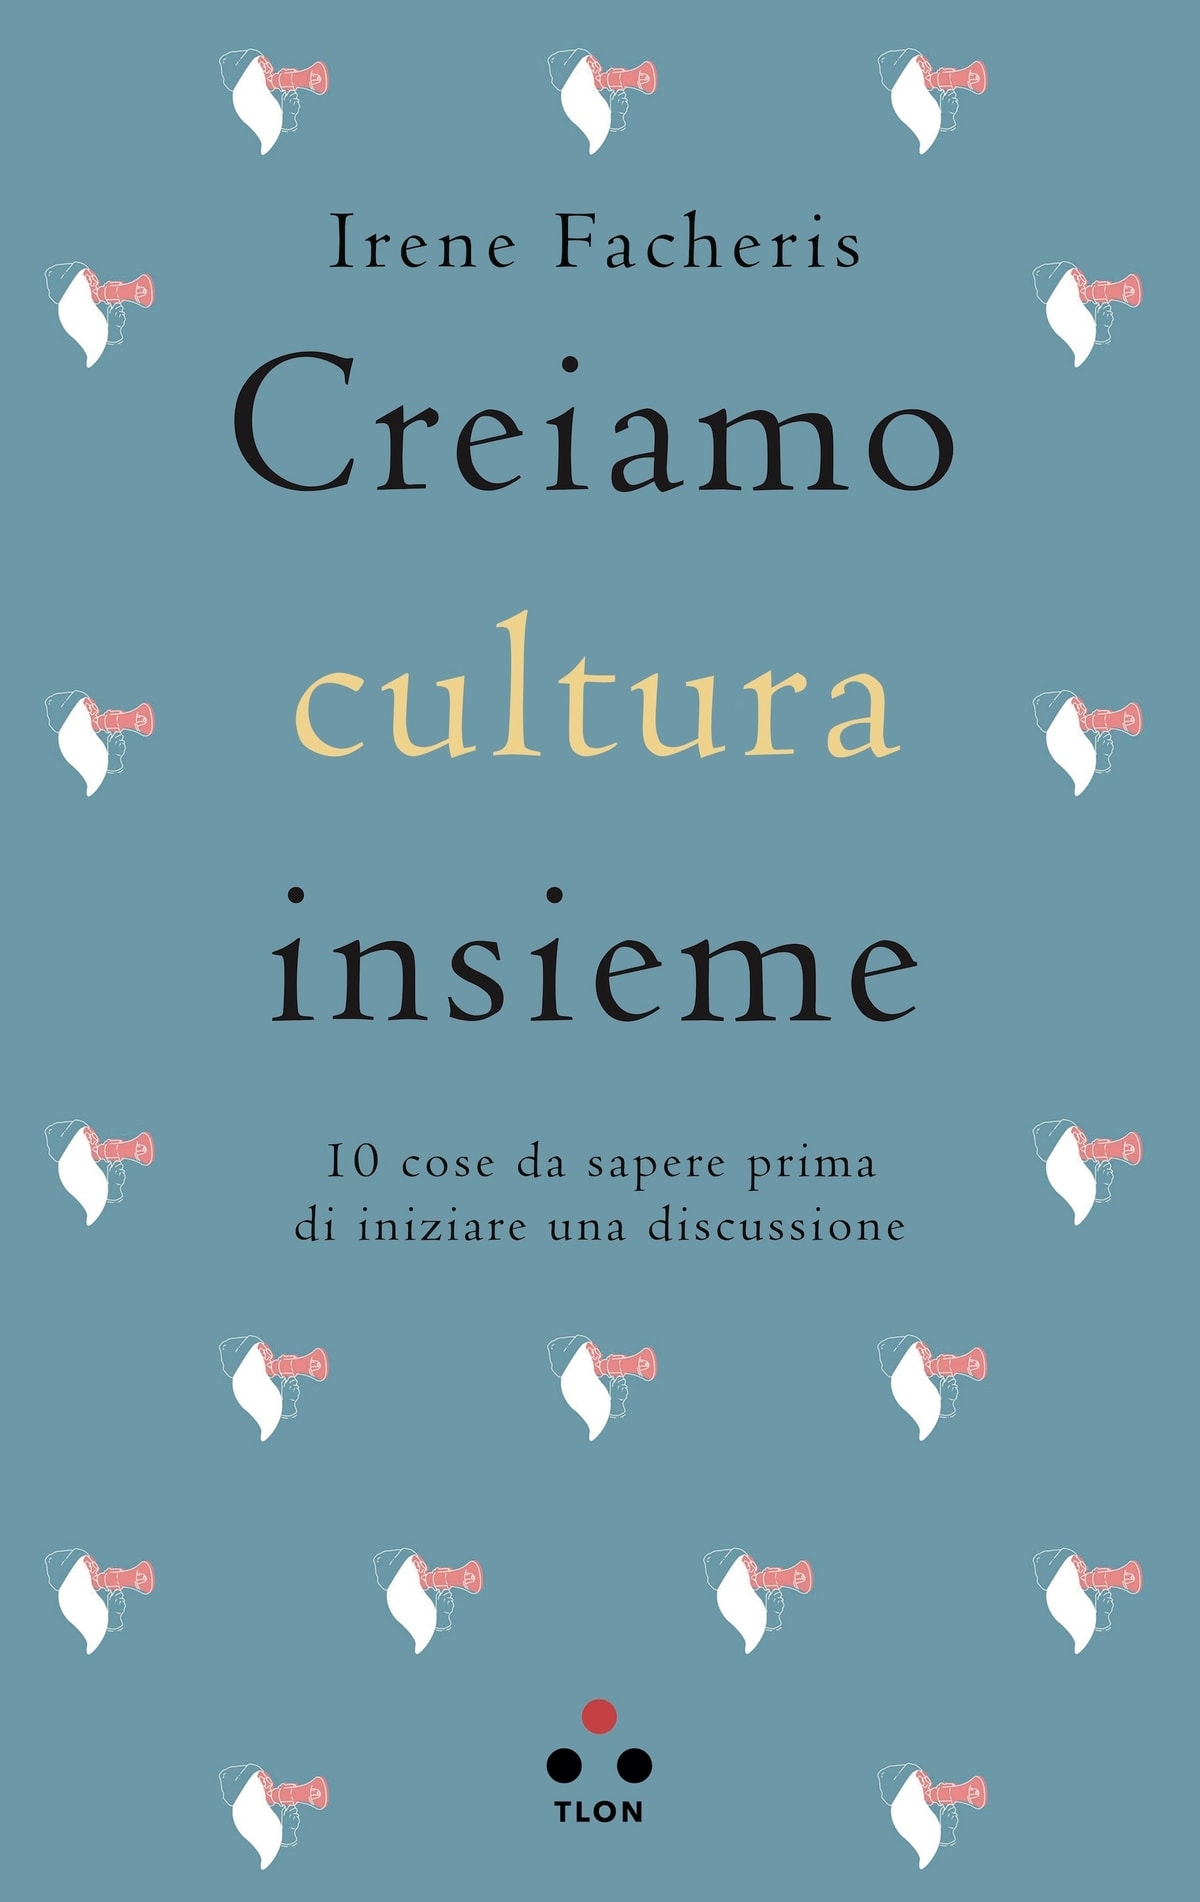 Irene Facheris
Creiamo
cultura
insieme
10 cose da sapere prima
di iniziare una discussione
TLON